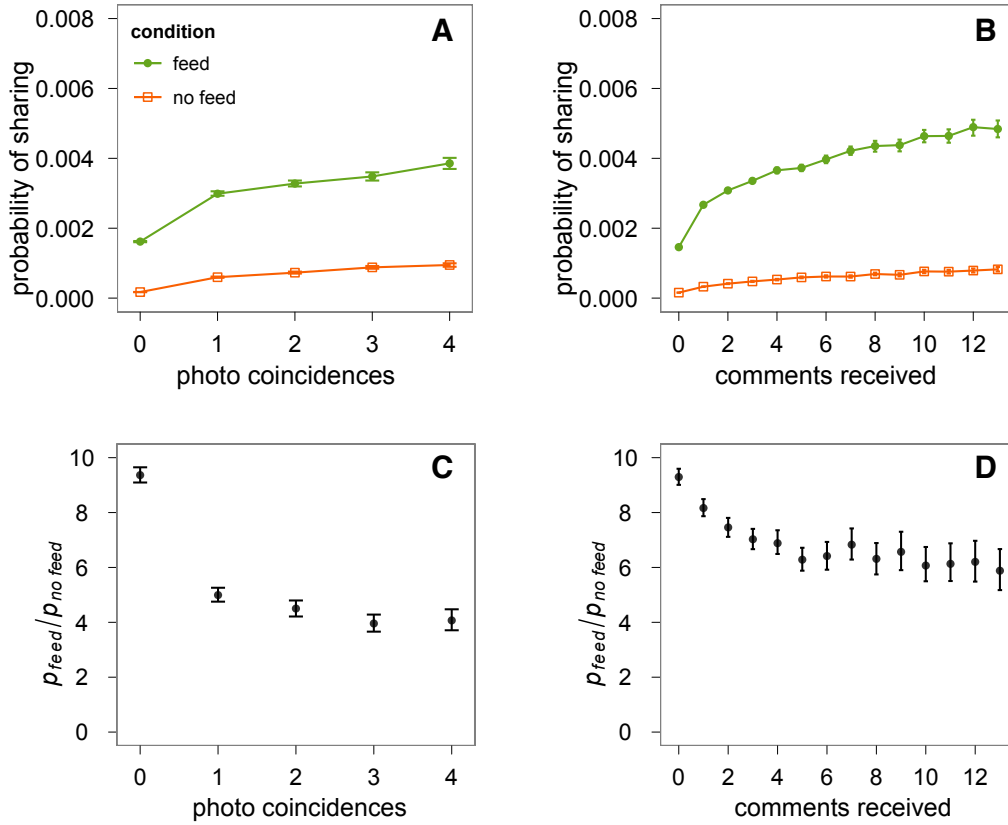 A
condition
feed
no feed
probability of sharing
0.008
0.006
0.004
0.002
0.000
0 1 2 3 4
photo coincidences
B
probability of sharing
0.008
0.006
0.004
0.002
0.000
0 2 4 6 8 10 12
comments received
C
pfeed/pno feed
10
8
6
4
2
0
0 1 2 3 4
photo coincidences
D
pfeed/pno feed
10
8
6
4
2
0
0 2 4 6 8 10 12
comments received